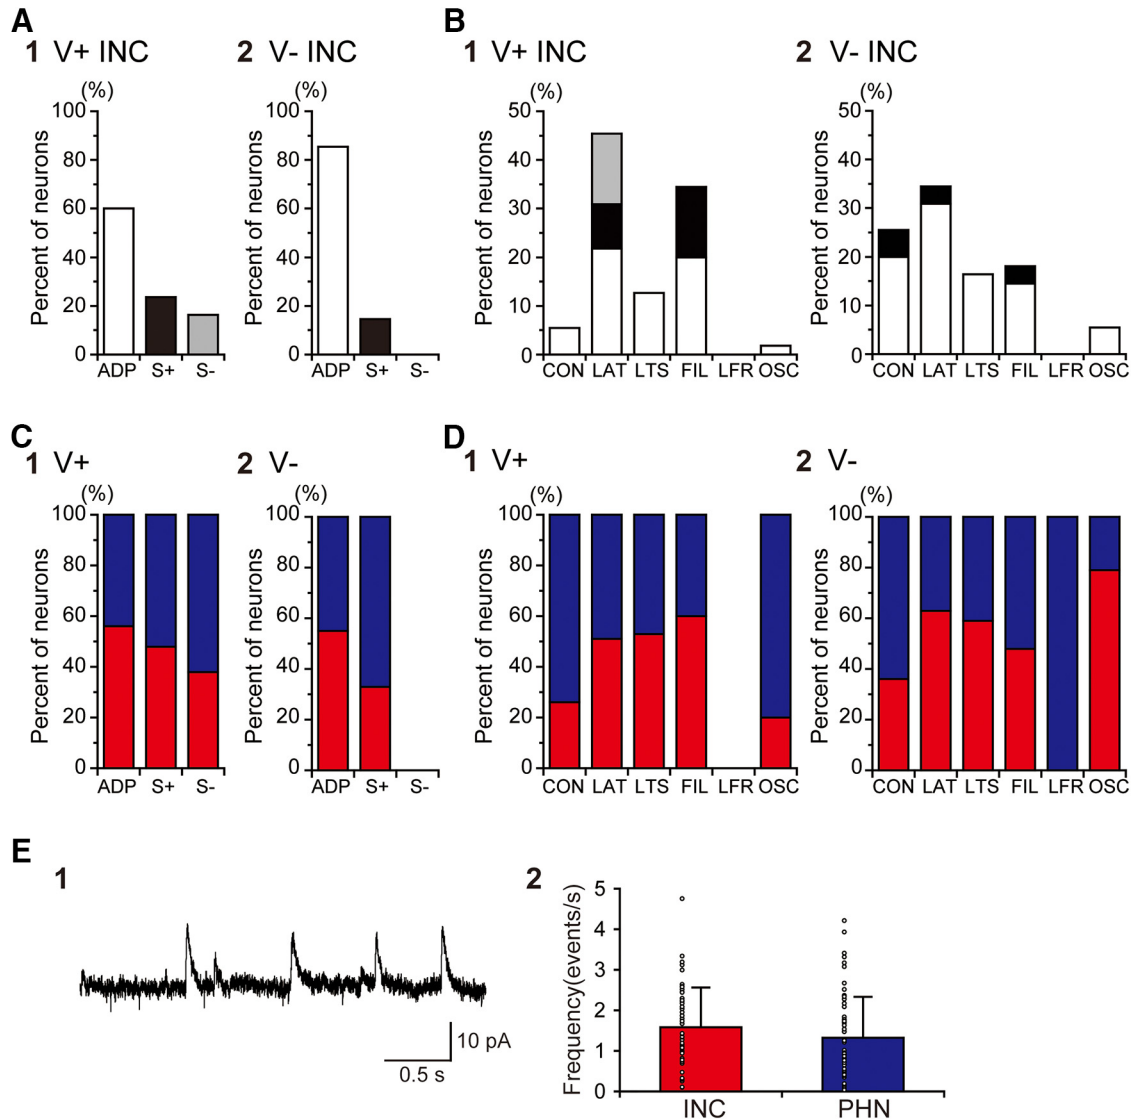 A
1 V+ INC
2 V- INC
(%)
(%)
Percent of neurons
100
80
60
40
20
0
ADP S+ S-
Percent of neurons
100
80
60
40
20
0
ADP S+ S-
B
1 V+ INC
2 V- INC
(%)
(%)
Percent of neurons
50
40
30
20
10
0
CON LAT LTS FIL LFR OSC
Percent of neurons
50
40
30
20
10
0
CON LAT LTS FIL LFR OSC
C
1 V+
2 V-
(%)
(%)
Percent of neurons
100
80
60
40
20
0
ADP S+ S-
Percent of neurons
100
80
60
40
20
0
ADP S+ S-
D
1 V+
2 V-
(%)
(%)
Percent of neurons
100
80
60
40
20
0
CON LAT LTS FIL LFR OSC
Percent of neurons
100
80
60
40
20
0
CON LAT LTS FIL LFR OSC
E
1
10 pA
0.5 s
2
Frequency(events/s)
5
4
3
2
1
0
INC PHN